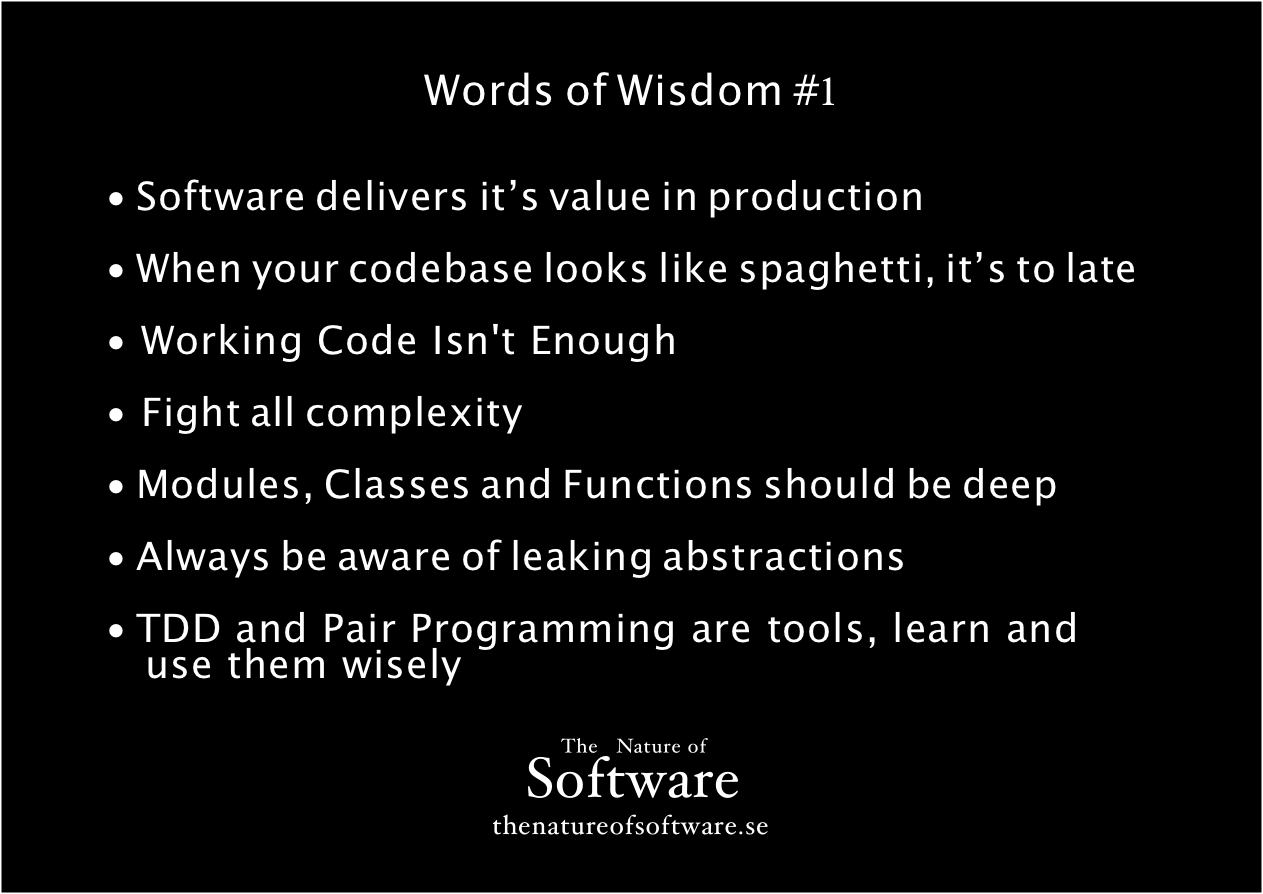 Words of Wisdom #1
• Software delivers it’s value in production
• When your codebase looks like spaghetti, it’s to late
• Working Code Isn't Enough
• Fight all complexity
• Modules, Classes and Functions should be deep
• Always be aware of leaking abstractions
• TDD and Pair Programming are tools, learn and
use them wisely
The Nature of
Software
thenatureofsoftware.se